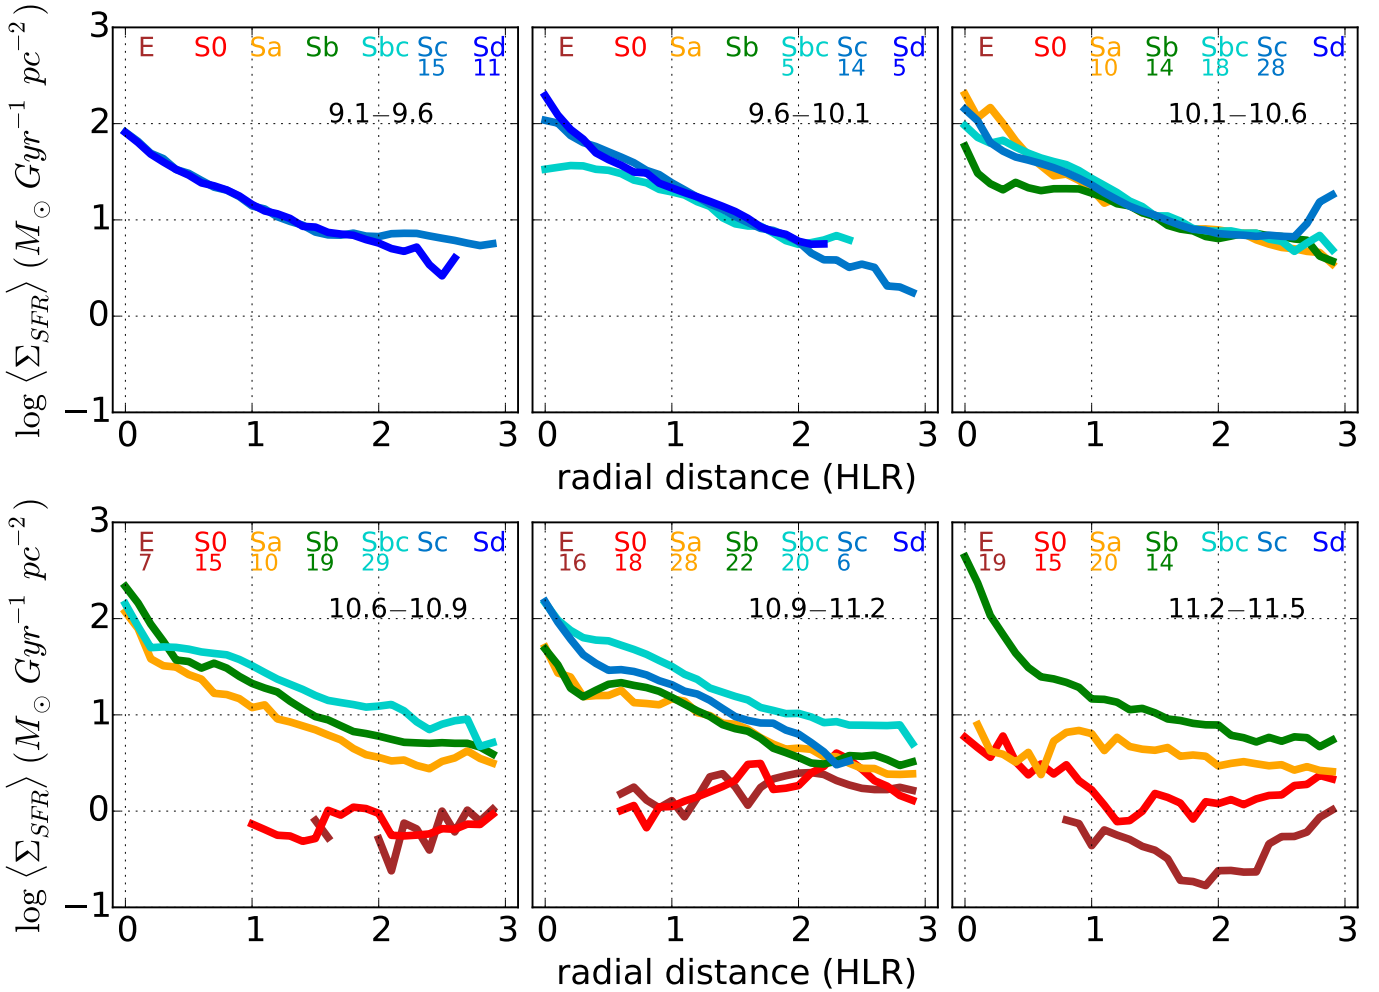 log ⟨Σ_SFR⟩ (M_⊙ Gyr^−1 pc^−2)
3
2
1
0
−1
E S0 Sa Sb Sbc Sc Sd
15 11
9.1−9.6
0 1 2 3
E S0 Sa Sb Sbc Sc Sd
5 14 5
9.6−10.1
0 1 2 3
E S0 Sa Sb Sbc Sc Sd
10 14 18 28
10.1−10.6
0 1 2 3
radial distance (HLR)
log ⟨Σ_SFR⟩ (M_⊙ Gyr^−1 pc^−2)
3
2
1
0
−1
E S0 Sa Sb Sbc Sc Sd
7 15 10 19 29
10.6−10.9
0 1 2 3
E S0 Sa Sb Sbc Sc Sd
16 18 28 22 20 6
10.9−11.2
0 1 2 3
E S0 Sa Sb Sbc Sc Sd
19 15 20 14
11.2−11.5
0 1 2 3
radial distance (HLR)